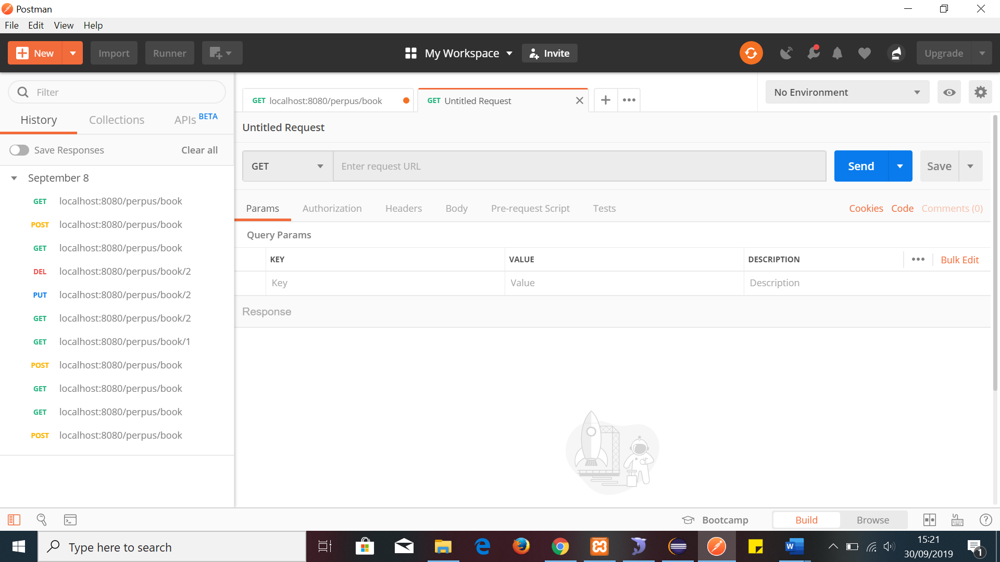 Postman
File Edit View Help
New Import Runner My Workspace Invite Upgrade
Filter
History Collections APIs BETA
Save Responses Clear all
September 8
GET localhost:8080/perpus/book
POST localhost:8080/perpus/book
GET localhost:8080/perpus/book
DEL localhost:8080/perpus/book/2
PUT localhost:8080/perpus/book/2
GET localhost:8080/perpus/book/2
GET localhost:8080/perpus/book/1
POST localhost:8080/perpus/book
GET localhost:8080/perpus/book
GET localhost:8080/perpus/book
POST localhost:8080/perpus/book
GET localhost:8080/perpus/book GET Untitled Request No Environment
Untitled Request
GET Enter request URL Send Save
Params Authorization Headers Body Pre-request Script Tests Cookies Code Comments (0)
Query Params
KEY VALUE DESCRIPTION Bulk Edit
Key Value Description
Response
Bootcamp Build Browse
Type here to search
15:21
30/09/2019
1